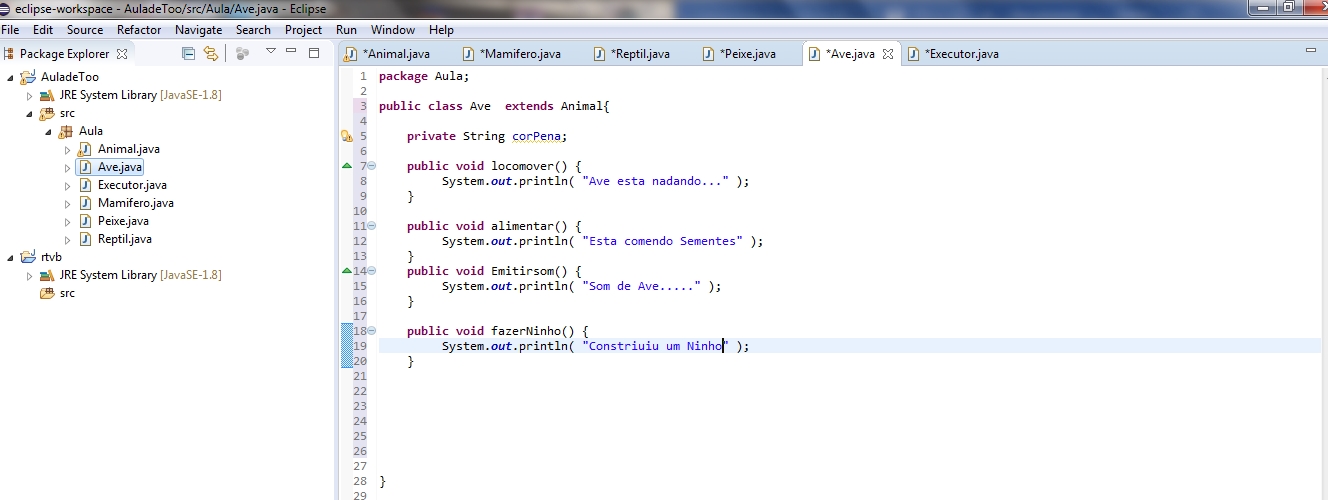 eclipse-workspace - AuladeToo/src/Aula/Ave.java - Eclipse
File Edit Source Refactor Navigate Search Project Run Window Help
Package Explorer
AuladeToo
JRE System Library [JavaSE-1.8]
src
Aula
Animal.java
Ave.java
Executor.java
Mamifero.java
Peixe.java
Reptil.java
rtvb
JRE System Library [JavaSE-1.8]
src
*Animal.java *Mamifero.java *Reptil.java *Peixe.java *Ave.java *Executor.java
1 package Aula;
2
3 public class Ave  extends Animal{
4
5     private String corPena;
6
7     public void locomover() {
8          System.out.println( "Ave esta nadando..." );
9     }
10
11     public void alimentar() {
12          System.out.println( "Esta comendo Sementes" );
13     }
14     public void Emitirsom() {
15          System.out.println( "Som de Ave....." );
16     }
17
18     public void fazerNinho() {
19          System.out.println( "Constriuiu um Ninho" );
20     }
21
22
23
24
25
26
27
28 }
29